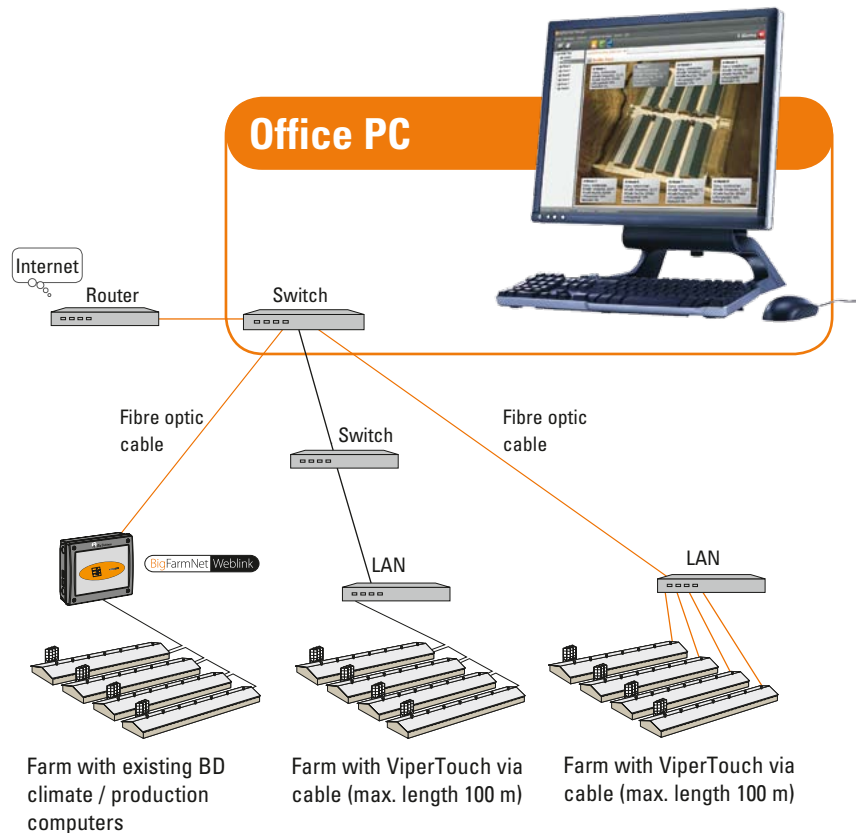 Office PC
Internet
Router
Switch
Fibre optic
cable
Switch
Fibre optic
cable
BigFarmNet Weblink
LAN
LAN
Farm with existing BD
climate / production
computers
Farm with ViperTouch via
cable (max. length 100 m)
Farm with ViperTouch via
cable (max. length 100 m)